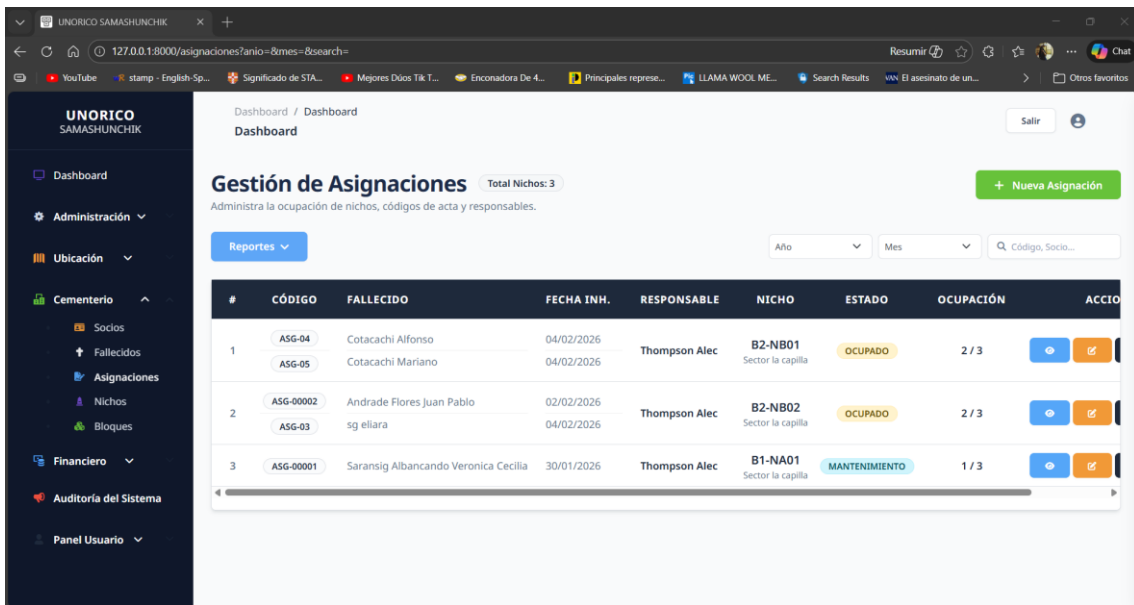 UNORICO SAMASHUNCHIK
127.0.0.1:8000/asignaciones?anio=&mes=&search=
Resumir
Chat
YouTube
stamp - English-Sp...
Significado de STA...
Mejores Dúos Tik T...
Enconadora De 4...
Principales represe...
LLAMA WOOL ME...
Search Results
VAN El asesinato de un...
Otros favoritos
UNORICO
SAMASHUNCHIK
Dashboard
Administración
Ubicación
Cementerio
Socios
Fallecidos
Asignaciones
Nichos
Bloques
Financiero
Auditoría del Sistema
Panel Usuario
Dashboard / Dashboard
Dashboard
Salir
Gestión de Asignaciones Total Nichos: 3
Administra la ocupación de nichos, códigos de acta y responsables.
+ Nueva Asignación
Reportes
Año
Mes
Código, Socio...
# CÓDIGO FALLECIDO FECHA INH. RESPONSABLE NICHO ESTADO OCUPACIÓN ACCIO
1 ASG-04 Cotacachi Alfonso 04/02/2026 Thompson Alec B2-NB01 OCUPADO 2 / 3
ASG-05 Cotacachi Mariano 04/02/2026 Sector la capilla
2 ASG-00002 Andrade Flores Juan Pablo 02/02/2026 Thompson Alec B2-NB02 OCUPADO 2 / 3
ASG-03 sg eliara 04/02/2026 Sector la capilla
3 ASG-00001 Saransig Albancando Veronica Cecilia 30/01/2026 Thompson Alec B1-NA01 MANTENIMIENTO 1 / 3
Sector la capilla